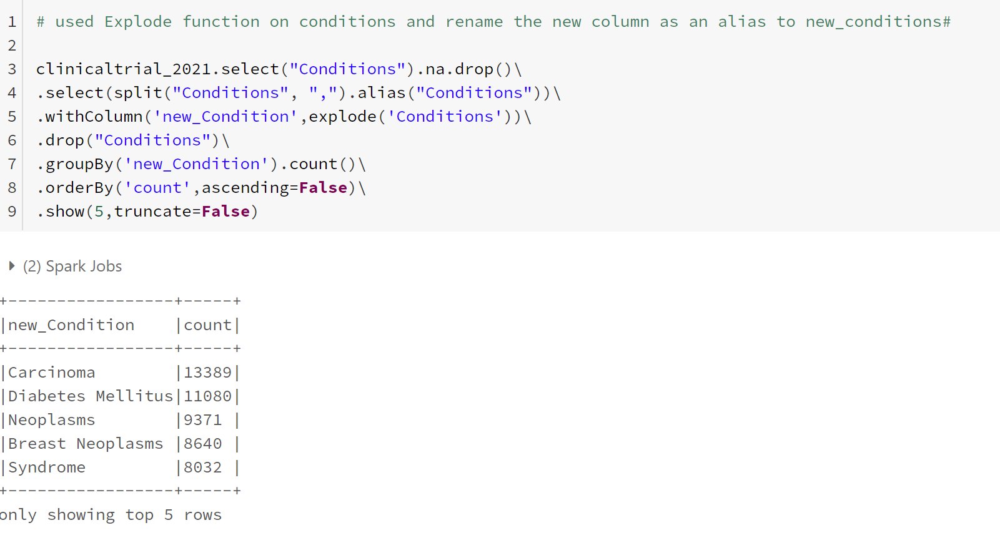 1 # used Explode function on conditions and rename the new column as an alias to new_conditions#
2
3 clinicaltrial_2021.select("Conditions").na.drop()\
4 .select(split("Conditions", ",").alias("Conditions"))\
5 .withColumn('new_Condition',explode('Conditions'))\
6 .drop("Conditions")\
7 .groupBy('new_Condition').count()\
8 .orderBy('count',ascending=False)\
9 .show(5,truncate=False)
(2) Spark Jobs
+-----------------+-----+
|new_Condition    |count|
+-----------------+-----+
|Carcinoma        |13389|
|Diabetes Mellitus|11080|
|Neoplasms        |9371 |
|Breast Neoplasms |8640 |
|Syndrome         |8032 |
+-----------------+-----+
only showing top 5 rows